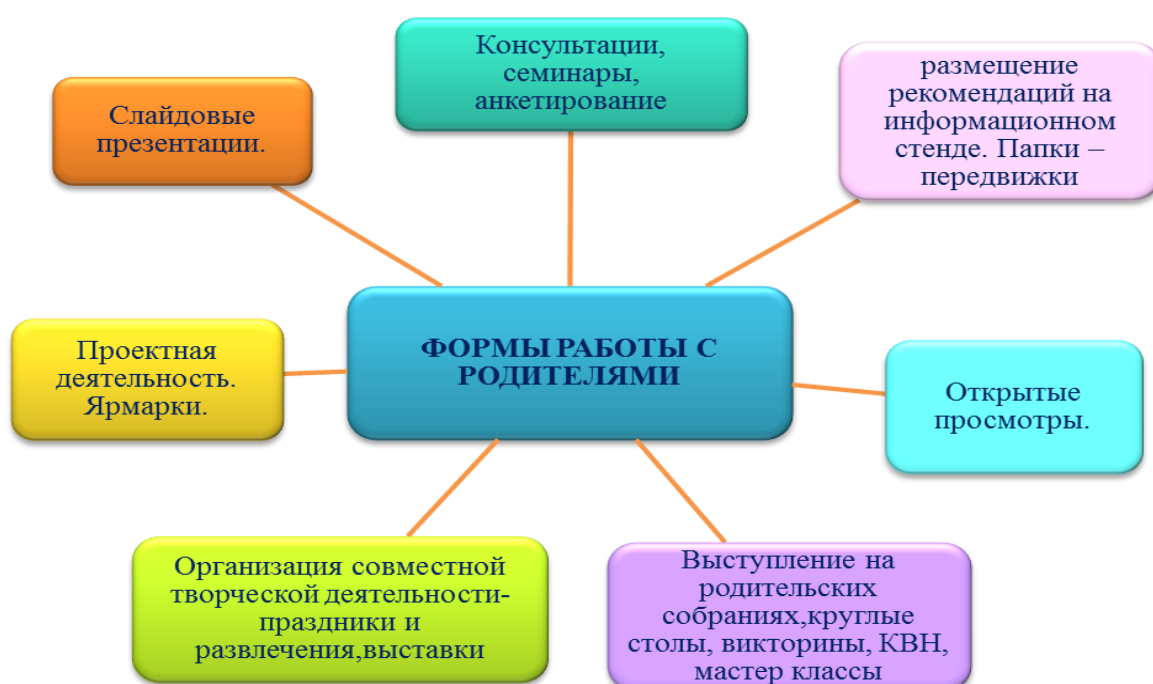 Консультации,
семинары,
анкетирование
размещение
рекомендаций на
информационном
стенде. Папки –
передвижки
Слайдовые
презентации.
ФОРМЫ РАБОТЫ С
РОДИТЕЛЯМИ
Проектная
деятельность.
Ярмарки.
Открытые
просмотры.
Организация совместной
творческой деятельности-
праздники и
развлечения,выставки
Выступление на
родительских
собраниях,круглые
столы, викторины, КВН,
мастер классы